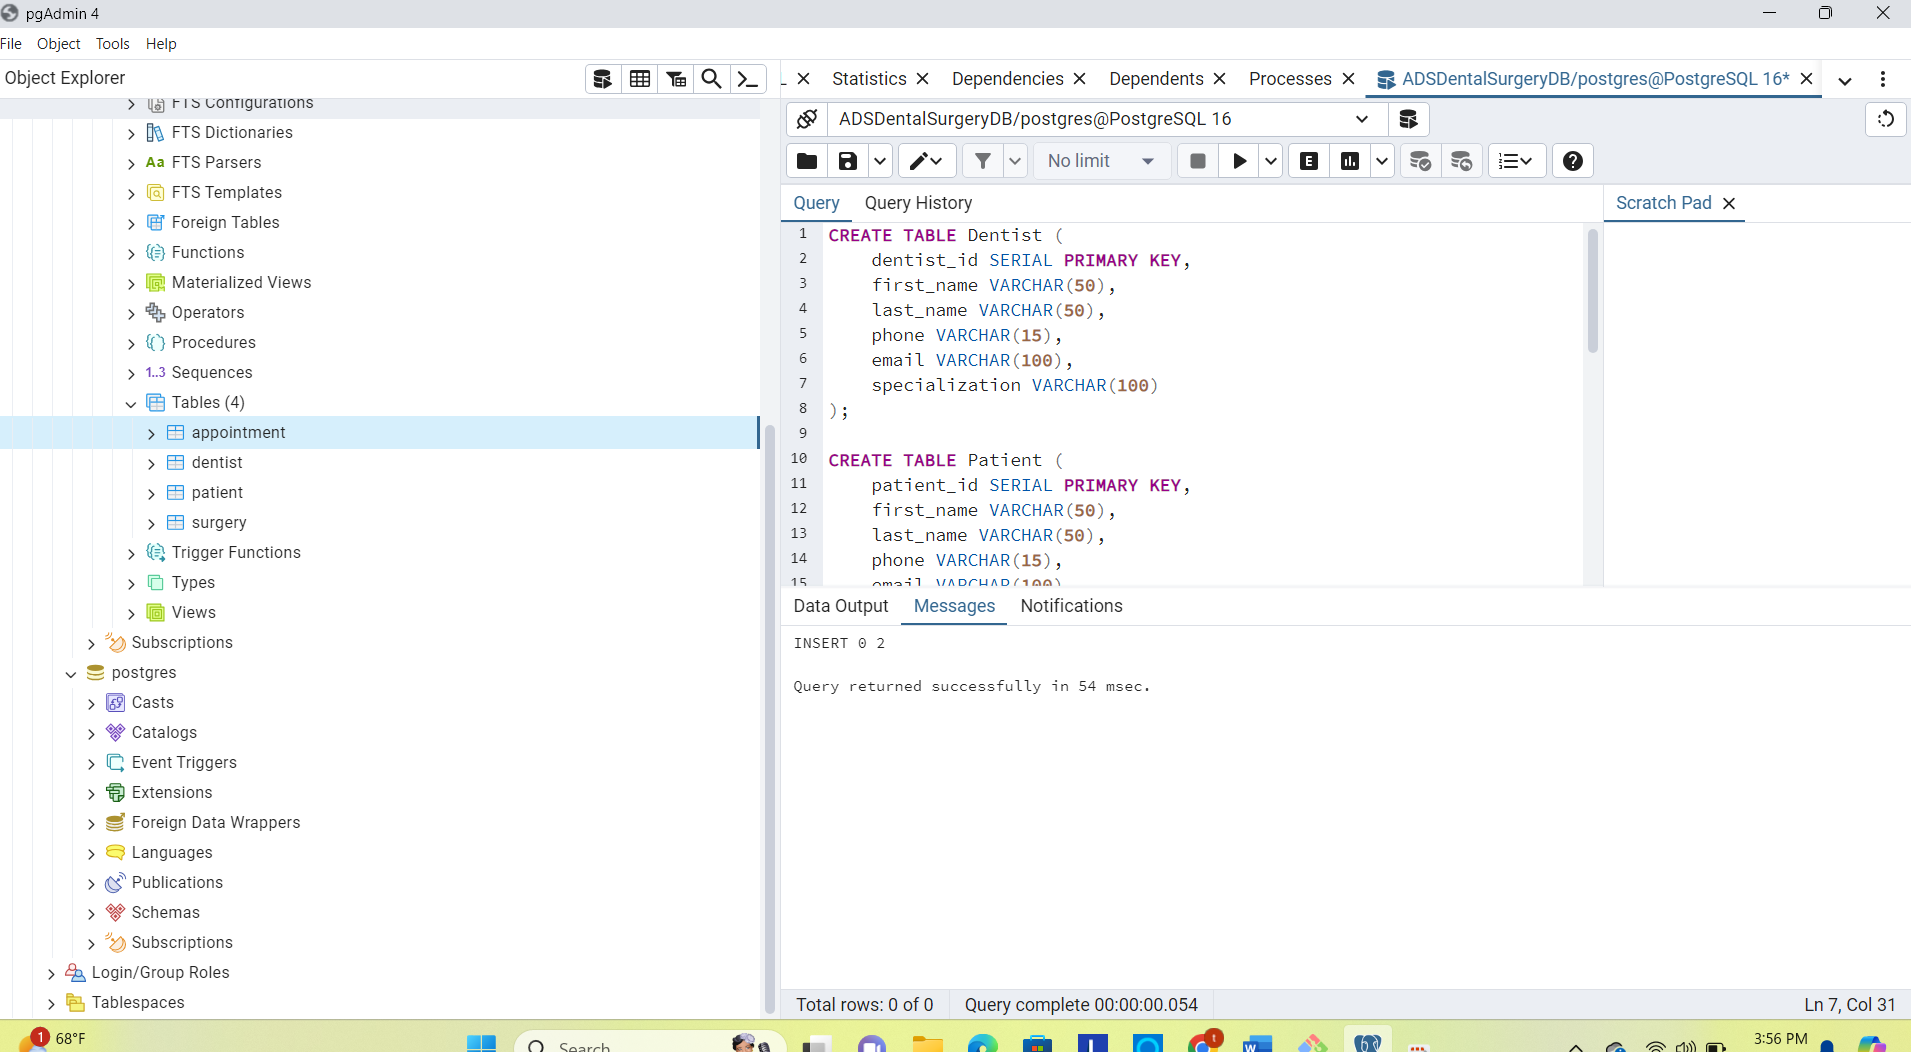 pgAdmin 4
File Object Tools Help
Object Explorer
FTS Configurations
FTS Dictionaries
Aa FTS Parsers
FTS Templates
Foreign Tables
Functions
Materialized Views
Operators
Procedures
1..3 Sequences
Tables (4)
appointment
dentist
patient
surgery
Trigger Functions
Types
Views
Subscriptions
postgres
Casts
Catalogs
Event Triggers
Extensions
Foreign Data Wrappers
Languages
Publications
Schemas
Subscriptions
Login/Group Roles
Tablespaces
Statistics Dependencies Dependents Processes ADSDentalSurgeryDB/postgres@PostgreSQL 16*
ADSDentalSurgeryDB/postgres@PostgreSQL 16
No limit E
Query Query History
Scratch Pad
1 CREATE TABLE Dentist (
2 dentist_id SERIAL PRIMARY KEY,
3 first_name VARCHAR(50),
4 last_name VARCHAR(50),
5 phone VARCHAR(15),
6 email VARCHAR(100),
7 specialization VARCHAR(100)
8 );
9
10 CREATE TABLE Patient (
11 patient_id SERIAL PRIMARY KEY,
12 first_name VARCHAR(50),
13 last_name VARCHAR(50),
14 phone VARCHAR(15),
15 email VARCHAR(100)
Data Output Messages Notifications
INSERT 0 2
Query returned successfully in 54 msec.
Total rows: 0 of 0 Query complete 00:00:00.054 Ln 7, Col 31
1 68°F Search t W 3:56 PM